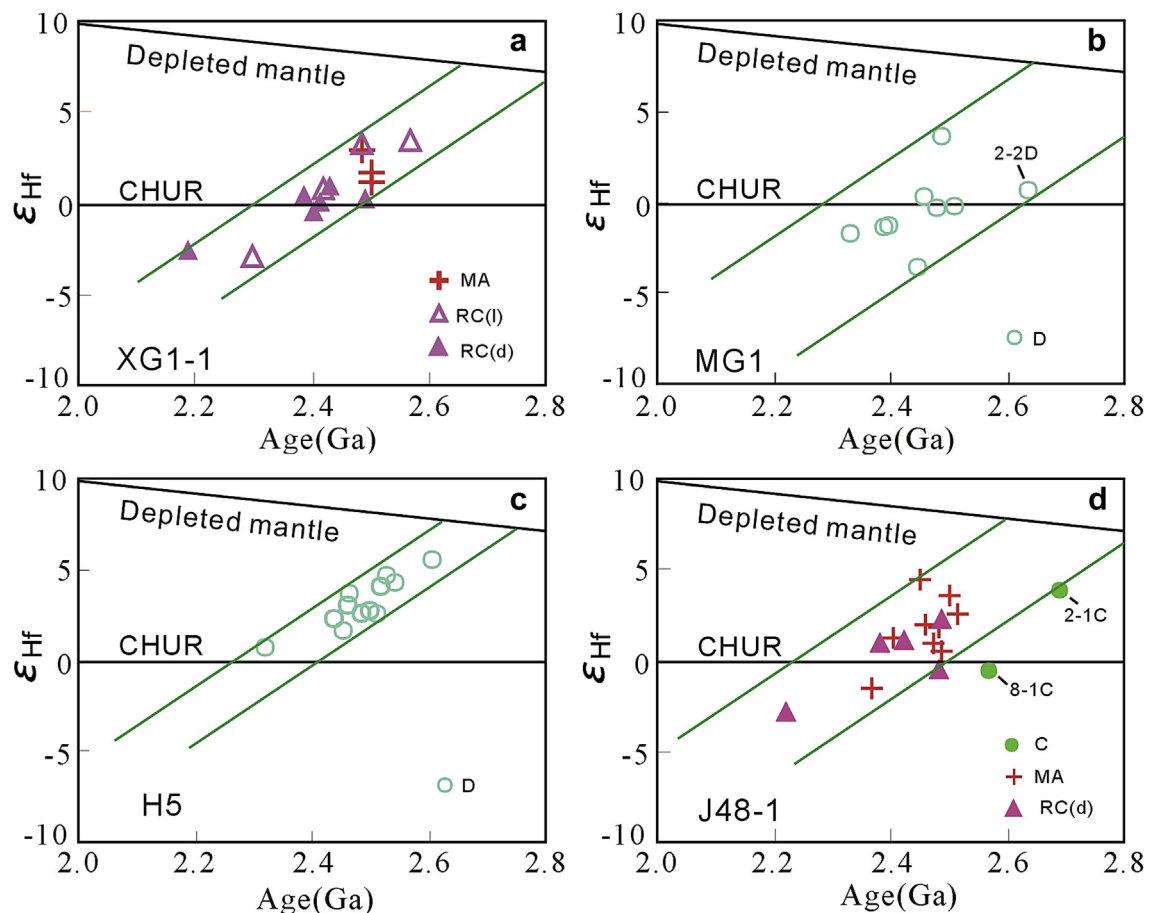 10
a
Depleted mantle
5
εHf
CHUR
0
-5
MA
RC(l)
RC(d)
XG1-1
-10
2.0 2.2 2.4 2.6 2.8
Age(Ga)
10
b
Depleted mantle
5
2-2D
εHf
CHUR
0
-5
D
MG1
-10
2.0 2.2 2.4 2.6 2.8
Age(Ga)
10
c
Depleted mantle
5
εHf
CHUR
0
-5
D
H5
-10
2.0 2.2 2.4 2.6 2.8
Age(Ga)
10
d
Depleted mantle
5
2-1C
εHf
CHUR
0
8-1C
-5
C
MA
RC(d)
J48-1
-10
2.0 2.2 2.4 2.6 2.8
Age(Ga)